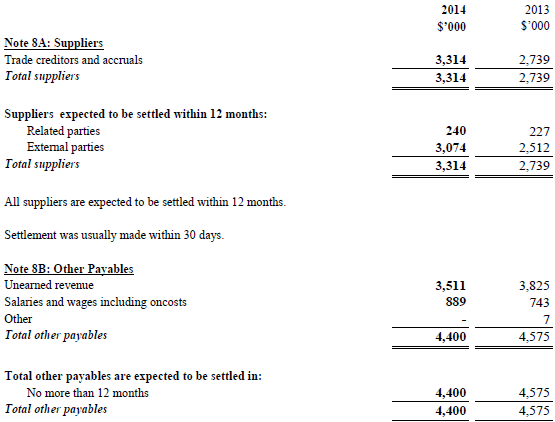 2014 2013
$'000 $'000
Note 8A: Suppliers
Trade creditors and accruals 3,314 2,739
Total suppliers 3,314 2,739
Suppliers expected to be settled within 12 months:
Related parties 240 227
External parties 3,074 2,512
Total suppliers 3,314 2,739
All suppliers are expected to be settled within 12 months.
Settlement was usually made within 30 days.
Note 8B: Other Payables
Unearned revenue 3,511 3,825
Salaries and wages including oncosts 889 743
Other - 7
Total other payables 4,400 4,575
Total other payables are expected to be settled in:
No more than 12 months 4,400 4,575
Total other payables 4,400 4,575